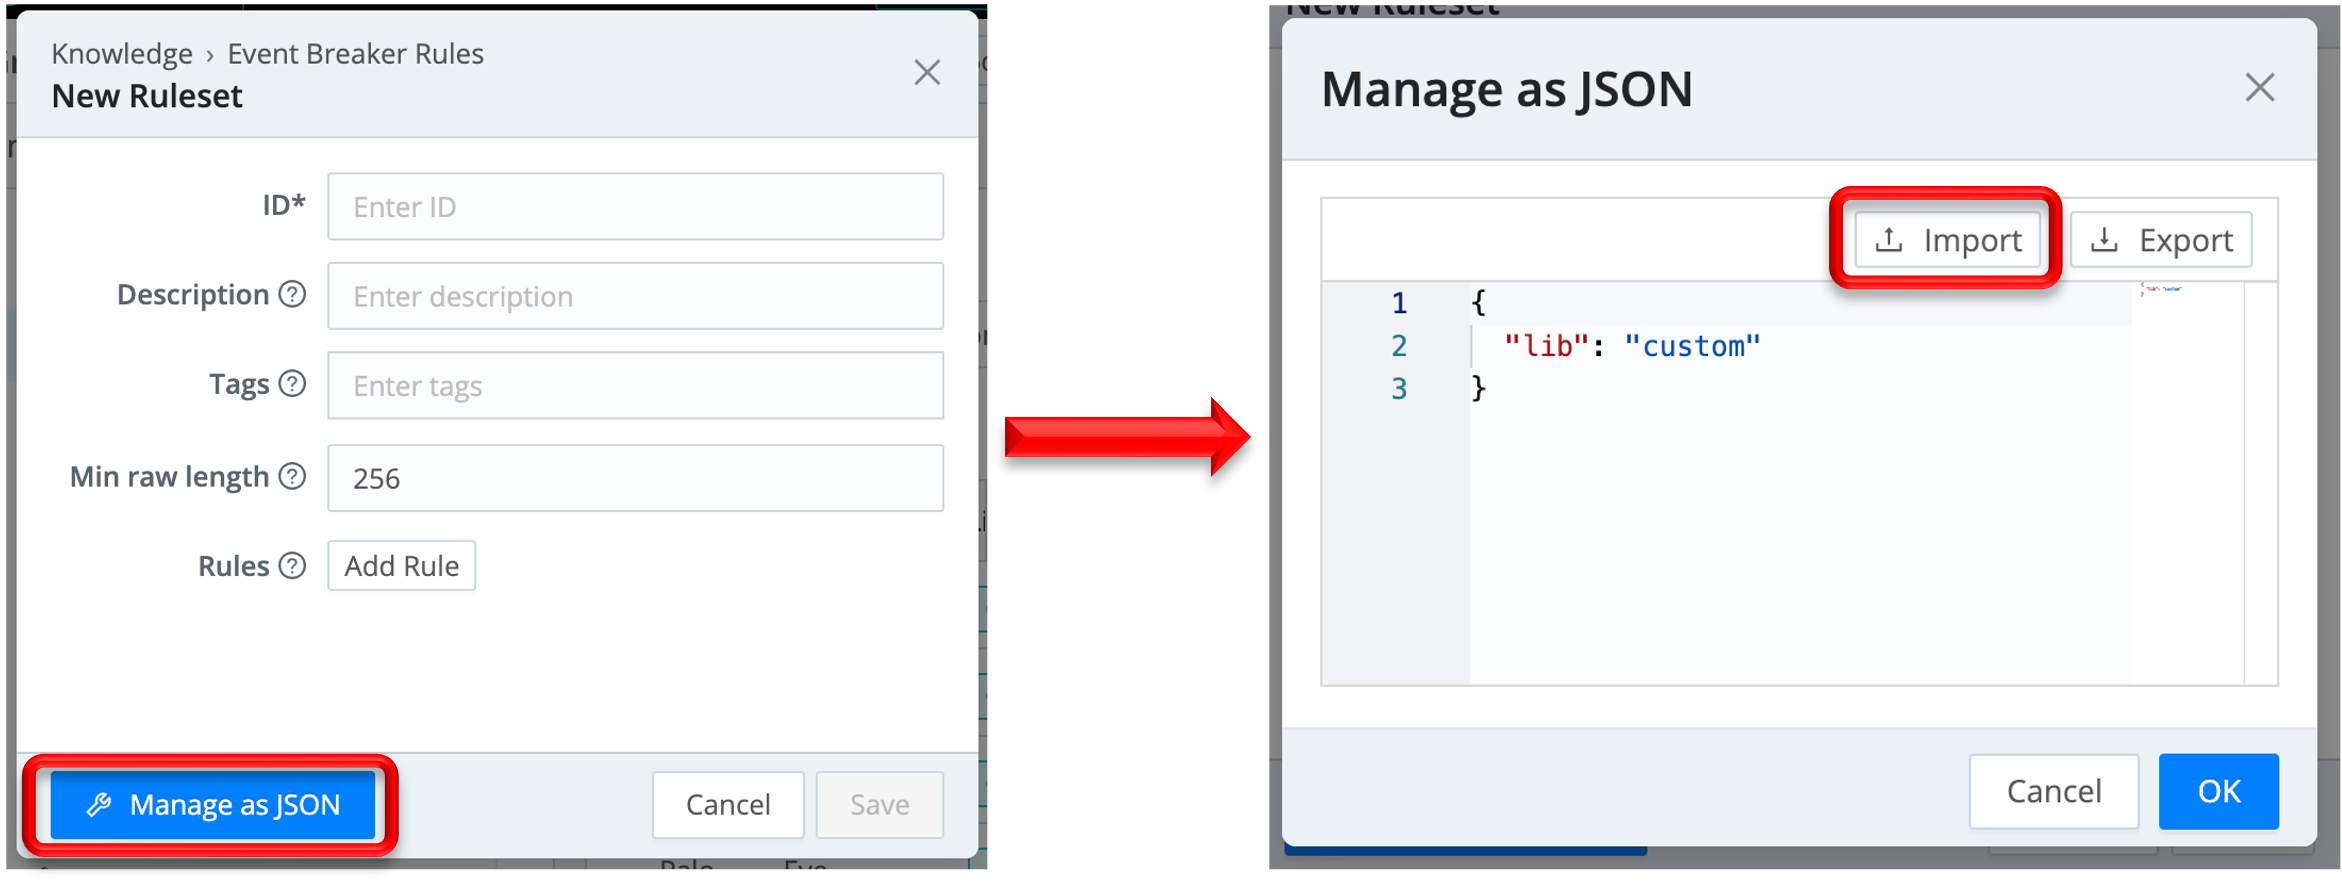 Knowledge › Event Breaker Rules
New Ruleset
ID*
Enter ID
Description
Enter description
Tags
Enter tags
Min raw length
256
Rules
Add Rule
Manage as JSON
Cancel
Save
New Ruleset
Manage as JSON
Import
Export
1 {
2 "lib": "custom"
3 }
Cancel
OK